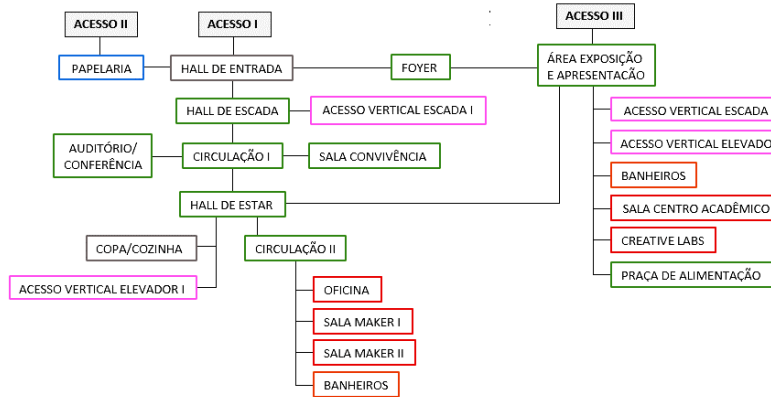 ACESSO II
ACESSO I
ACESSO III
PAPELARIA
HALL DE ENTRADA
FOYER
ÁREA EXPOSIÇÃO
E APRESENTACÃO
HALL DE ESCADA
ACESSO VERTICAL ESCADA I
ACESSO VERTICAL ESCADA
AUDITÓRIO/
CONFERÊNCIA
CIRCULAÇÃO I
SALA CONVIVÊNCIA
ACESSO VERTICAL ELEVADO
BANHEIROS
HALL DE ESTAR
SALA CENTRO ACADÊMICO
COPA/COZINHA
CIRCULAÇÃO II
CREATIVE LABS
ACESSO VERTICAL ELEVADOR I
PRAÇA DE ALIMENTAÇÃO
OFICINA
SALA MAKER I
SALA MAKER II
BANHEIROS